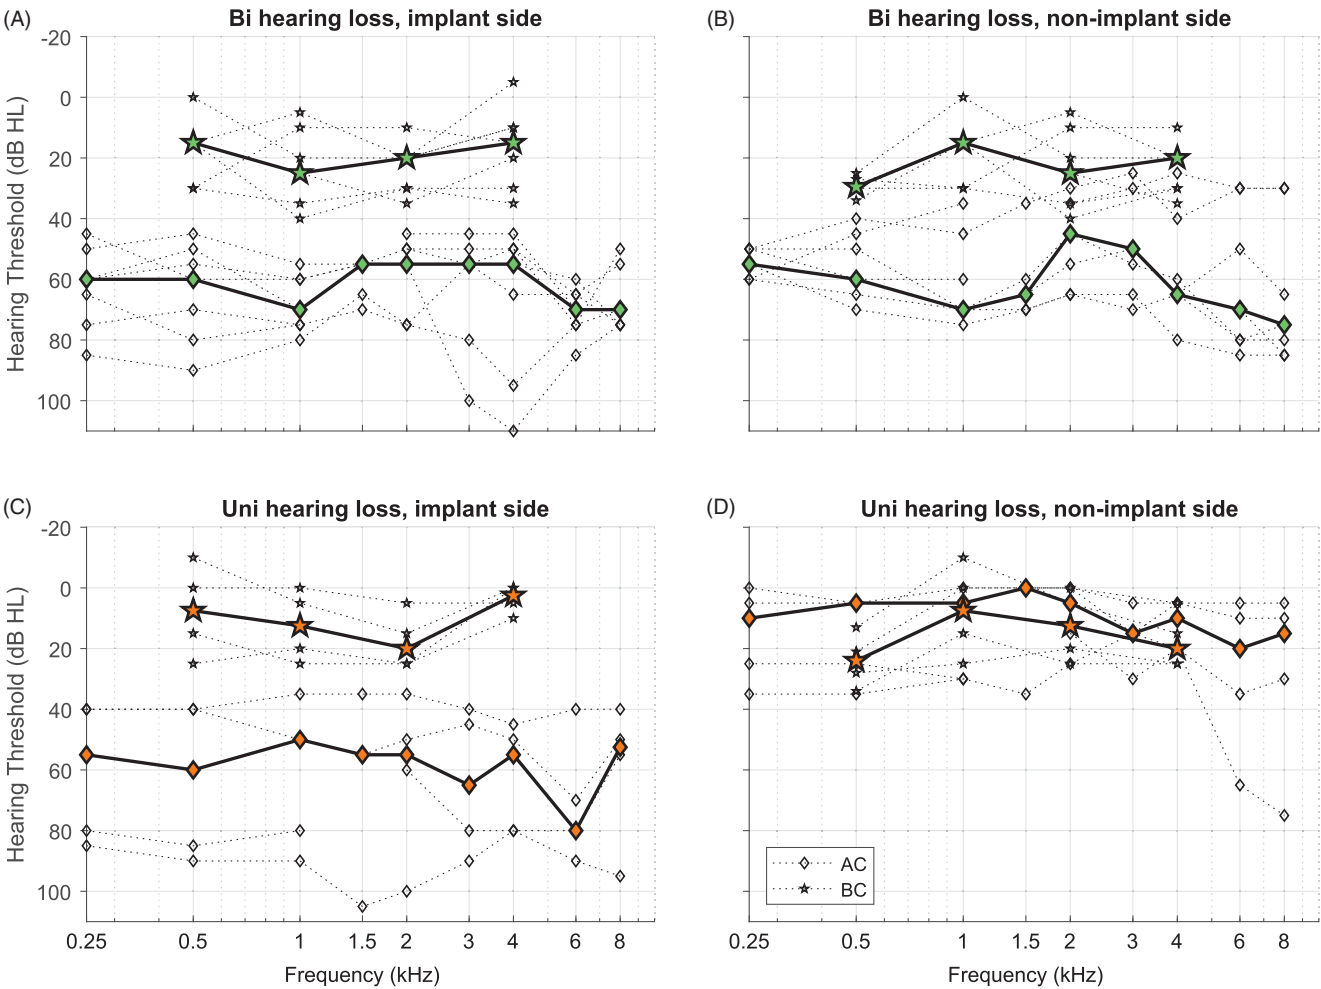 (A) Bi hearing loss, implant side
(B) Bi hearing loss, non-implant side
Hearing Threshold (dB HL)
-20
0
20
40
60
80
100
(C) Uni hearing loss, implant side
(D) Uni hearing loss, non-implant side
Hearing Threshold (dB HL)
-20
0
20
40
60
80
100
AC
BC
0.25 0.5 1 1.5 2 3 4 6 8
0.25 0.5 1 1.5 2 3 4 6 8
Frequency (kHz)
Frequency (kHz)